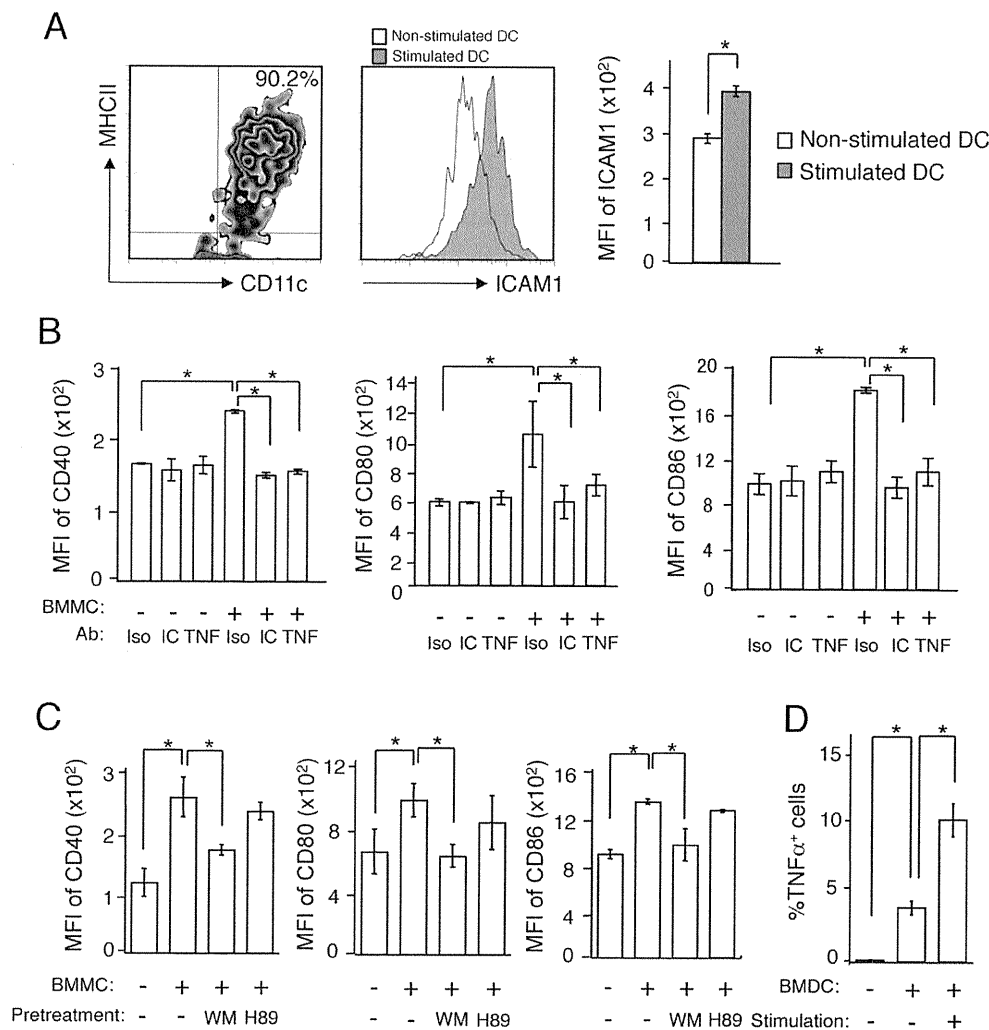 A
Non-stimulated DC
Stimulated DC
90.2%
MHCII
CD11c
ICAM1
MFI of ICAM1 (x10²)
4
3
2
1
0
*
Non-stimulated DC
Stimulated DC
B
MFI of CD40 (x10²)
3
2
1
0
* * *
BMMC: - - - + + +
Ab: Iso IC TNF Iso IC TNF
MFI of CD80 (x10²)
14
12
10
8
6
4
2
0
* * *
- - - + + +
Iso IC TNF Iso IC TNF
MFI of CD86 (x10²)
20
16
12
8
4
0
* * *
- - - + + +
Iso IC TNF Iso IC TNF
C
MFI of CD40 (x10²)
3
2
1
0
* *
BMMC: - + + +
Pretreatment: - - WM H89
MFI of CD80 (x10²)
12
8
4
0
* *
- + + +
- - WM H89
MFI of CD86 (x10²)
16
12
8
4
0
* *
- + + +
- - WM H89
D
%TNFα⁺ cells
15
10
5
0
* *
BMDC: - + +
Stimulation: - - +